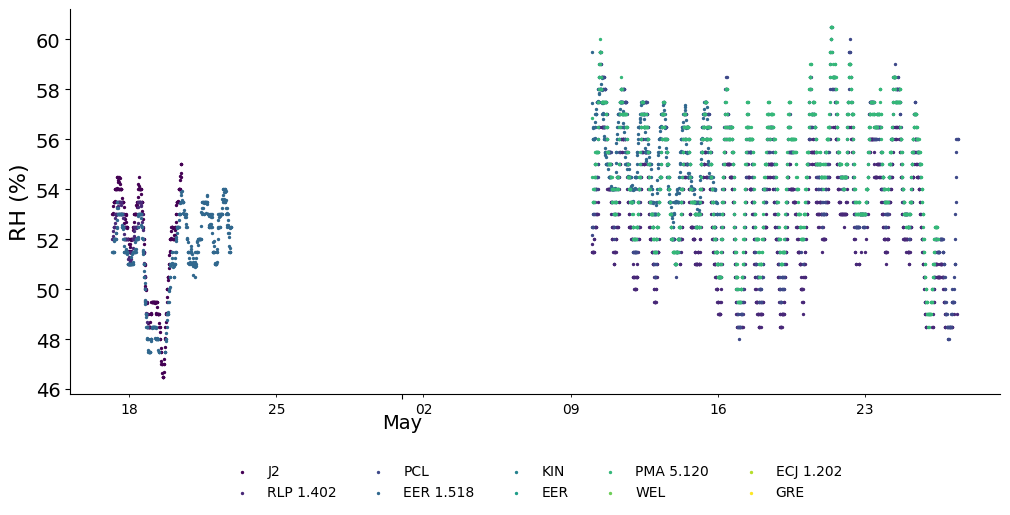 60
58
56
54
52
50
48
46
RH (%)
18 25 02 09 16 23
May
J2 PCL KIN PMA 5.120 ECJ 1.202
RLP 1.402 EER 1.518 EER WEL GRE